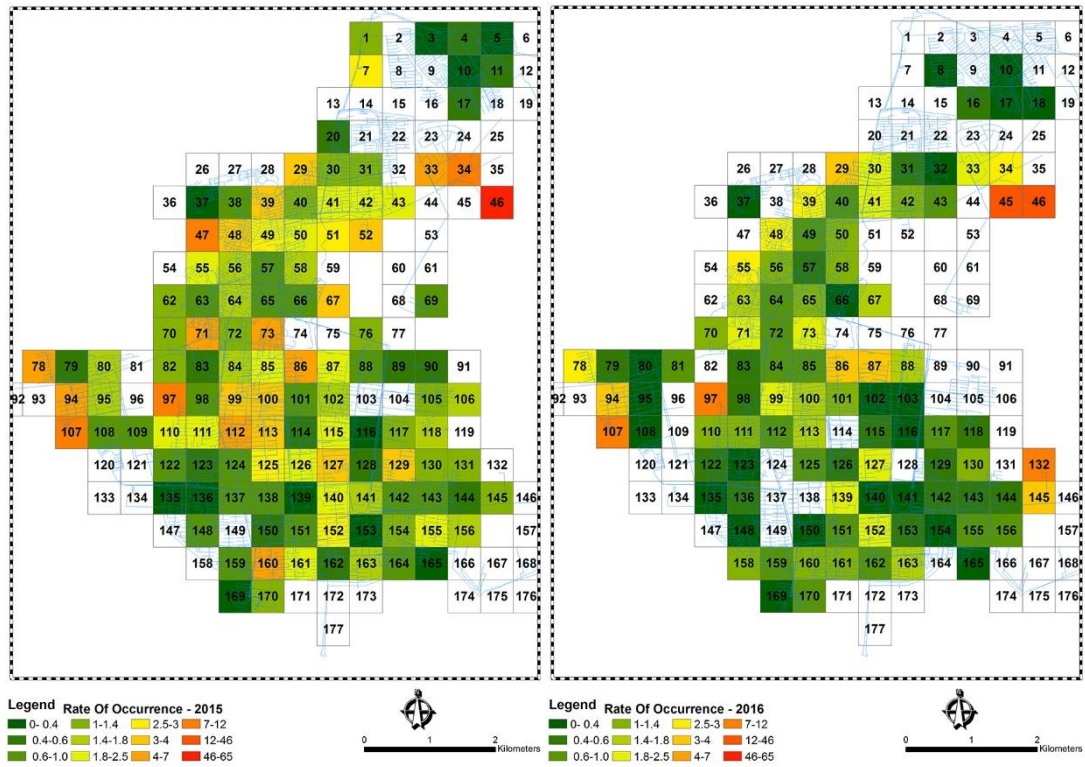 1 2 3 4 5 6
7 8 9 10 11 12
13 14 15 16 17 18 19
20 21 22 23 24 25
26 27 28 29 30 31 32 33 34 35
36 37 38 39 40 41 42 43 44 45 46
47 48 49 50 51 52 53
54 55 56 57 58 59 60 61
62 63 64 65 66 67 68 69
70 71 72 73 74 75 76 77
78 79 80 81 82 83 84 85 86 87 88 89 90 91
92 93 94 95 96 97 98 99 100 101 102 103 104 105 106
107 108 109 110 111 112 113 114 115 116 117 118 119
120 121 122 123 124 125 126 127 128 129 130 131 132
133 134 135 136 137 138 139 140 141 142 143 144 145 146
147 148 149 150 151 152 153 154 155 156 157
158 159 160 161 162 163 164 165 166 167 168
169 170 171 172 173 174 175 176
177
Legend Rate Of Occurrence - 2015
0- 0.4 1-1.4 2.5-3 7-12
0.4-0.6 1.4-1.8 3-4 12-46
0.6-1.0 1.8-2.5 4-7 46-65
0 1 2
Kilometers
1 2 3 4 5 6
7 8 9 10 11 12
13 14 15 16 17 18 19
20 21 22 23 24 25
26 27 28 29 30 31 32 33 34 35
36 37 38 39 40 41 42 43 44 45 46
47 48 49 50 51 52 53
54 55 56 57 58 59 60 61
62 63 64 65 66 67 68 69
70 71 72 73 74 75 76 77
78 79 80 81 82 83 84 85 86 87 88 89 90 91
92 93 94 95 96 97 98 99 100 101 102 103 104 105 106
107 108 109 110 111 112 113 114 115 116 117 118 119
120 121 122 123 124 125 126 127 128 129 130 131 132
133 134 135 136 137 138 139 140 141 142 143 144 145 146
147 148 149 150 151 152 153 154 155 156 157
158 159 160 161 162 163 164 165 166 167 168
169 170 171 172 173 174 175 176
177
Legend Rate Of Occurrence - 2016
0- 0.4 1-1.4 2.5-3 7-12
0.4-0.6 1.4-1.8 3-4 12-46
0.6-1.0 1.8-2.5 4-7 46-65
0 1 2
Kilometers